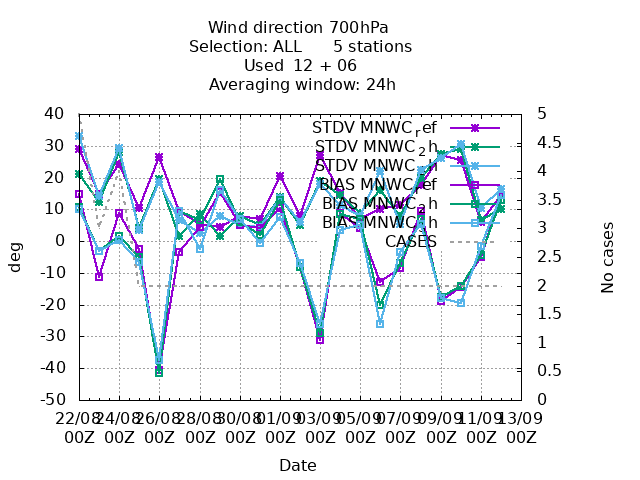 Wind direction 700hPa
Selection: ALL 5 stations
Used 12 + 06
Averaging window: 24h
40
30
20
10
0
-10
-20
-30
-40
-50
deg
5
4.5
4
3.5
3
2.5
2
1.5
1
0.5
0
No cases
STDV MNWC_ref
STDV MNWC_2h
STDV MNWC_h
BIAS MNWC_ref
BIAS MNWC_h
BIAS MNWC_h
CASES
22/08 24/08 26/08 28/08 30/08 01/09 03/09 05/09 07/09 09/09 11/09 13/09
00Z 00Z 00Z 00Z 00Z 00Z 00Z 00Z 00Z 00Z 00Z 00Z
Date